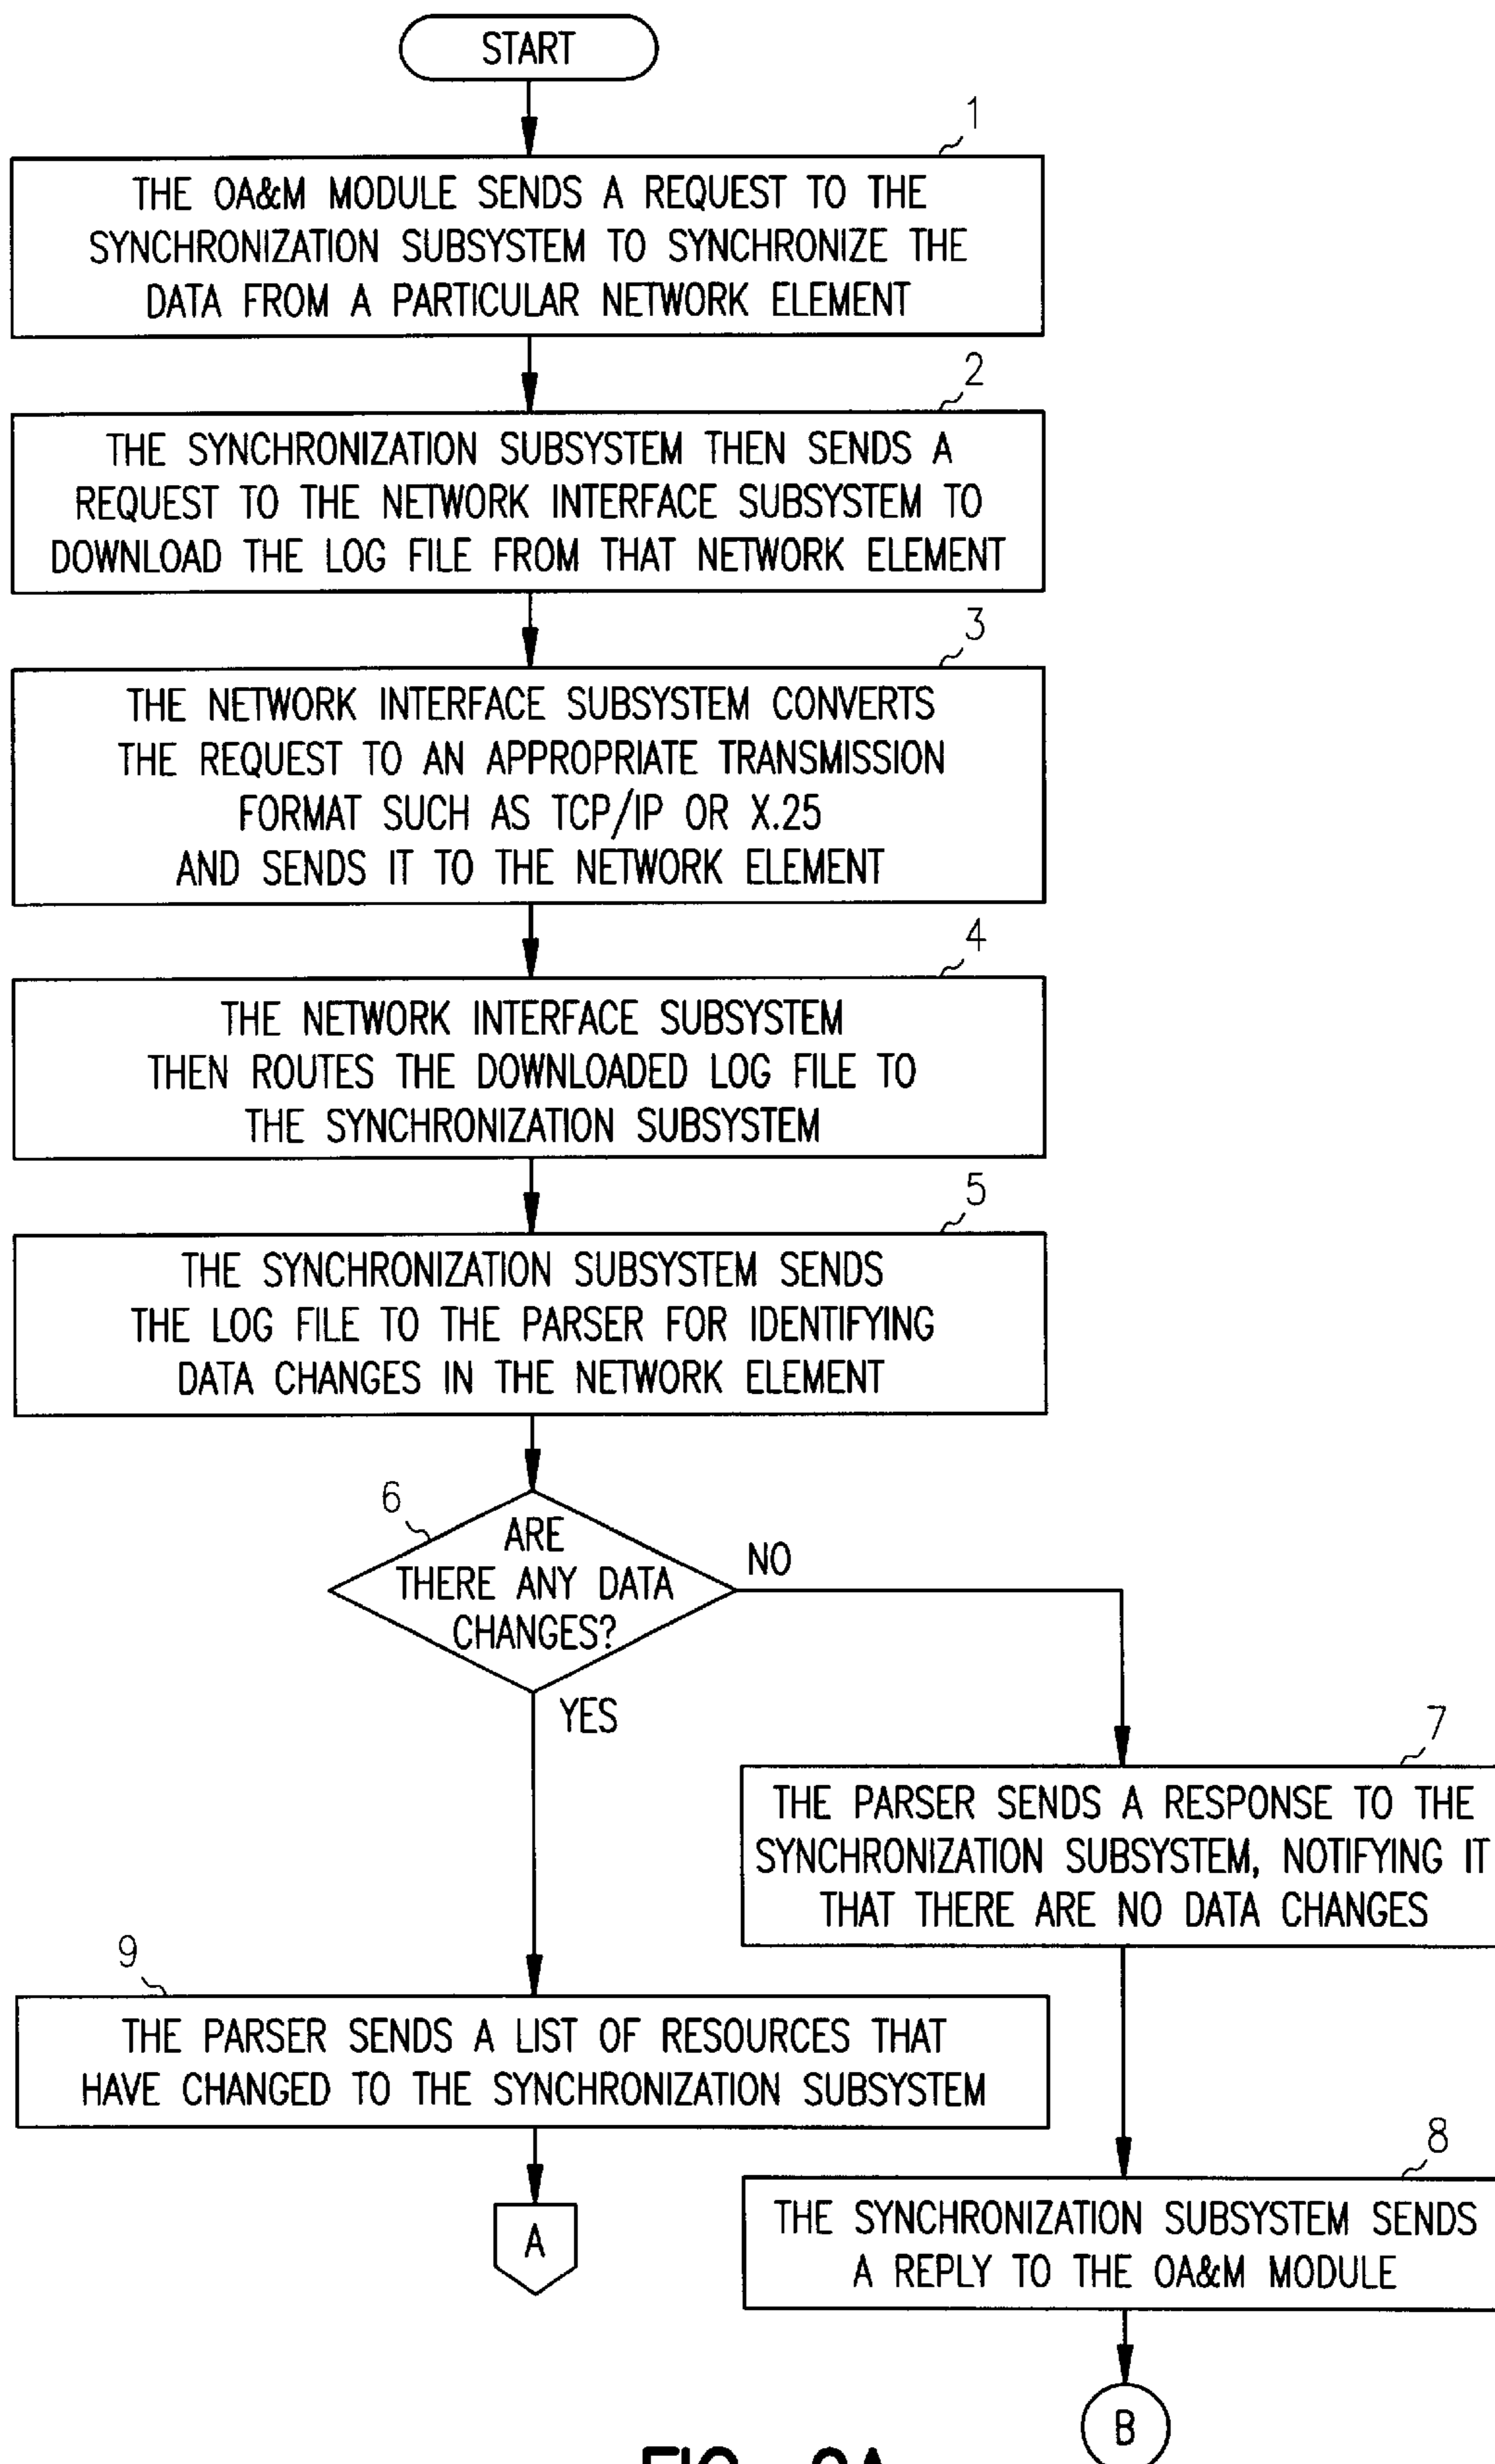 START
1
THE OA&M MODULE SENDS A REQUEST TO THE
SYNCHRONIZATION SUBSYSTEM TO SYNCHRONIZE THE
DATA FROM A PARTICULAR NETWORK ELEMENT
2
THE SYNCHRONIZATION SUBSYSTEM THEN SENDS A
REQUEST TO THE NETWORK INTERFACE SUBSYSTEM TO
DOWNLOAD THE LOG FILE FROM THAT NETWORK ELEMENT
3
THE NETWORK INTERFACE SUBSYSTEM CONVERTS
THE REQUEST TO AN APPROPRIATE TRANSMISSION
FORMAT SUCH AS TCP/IP OR X.25
AND SENDS IT TO THE NETWORK ELEMENT
4
THE NETWORK INTERFACE SUBSYSTEM
THEN ROUTES THE DOWNLOADED LOG FILE TO
THE SYNCHRONIZATION SUBSYSTEM
5
THE SYNCHRONIZATION SUBSYSTEM SENDS
THE LOG FILE TO THE PARSER FOR IDENTIFYING
DATA CHANGES IN THE NETWORK ELEMENT
6
ARE
THERE ANY DATA
CHANGES?
NO
YES
7
THE PARSER SENDS A RESPONSE TO THE
SYNCHRONIZATION SUBSYSTEM, NOTIFYING IT
THAT THERE ARE NO DATA CHANGES
9
THE PARSER SENDS A LIST OF RESOURCES THAT
HAVE CHANGED TO THE SYNCHRONIZATION SUBSYSTEM
8
THE SYNCHRONIZATION SUBSYSTEM SENDS
A REPLY TO THE OA&M MODULE
A
B